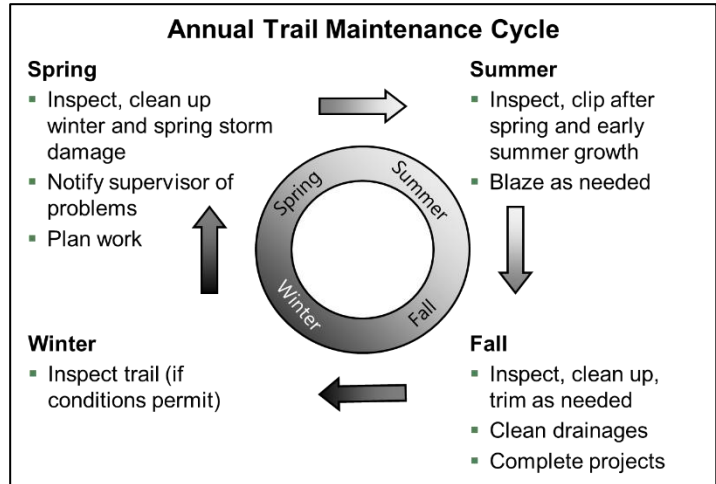 Annual Trail Maintenance Cycle
Spring
▪ Inspect, clean up
winter and spring storm
damage
▪ Notify supervisor of
problems
▪ Plan work
Summer
▪ Inspect, clip after
spring and early
summer growth
▪ Blaze as needed
Spring
Summer
Winter
Fall
Winter
▪ Inspect trail (if
conditions permit)
Fall
▪ Inspect, clean up,
trim as needed
▪ Clean drainages
▪ Complete projects